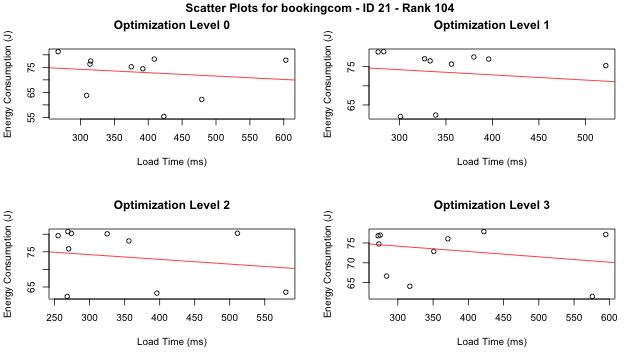 Scatter Plots for bookingcom - ID 21 - Rank 104
Optimization Level 0
Energy Consumption (J)
55 65 75
300 350 400 450 500 550 600
Load Time (ms)
Optimization Level 1
Energy Consumption (J)
65 75
300 350 400 450 500
Load Time (ms)
Optimization Level 2
Energy Consumption (J)
65 75
250 300 350 400 450 500 550
Load Time (ms)
Optimization Level 3
Energy Consumption (J)
65 70 75
300 350 400 450 500 550 600
Load Time (ms)